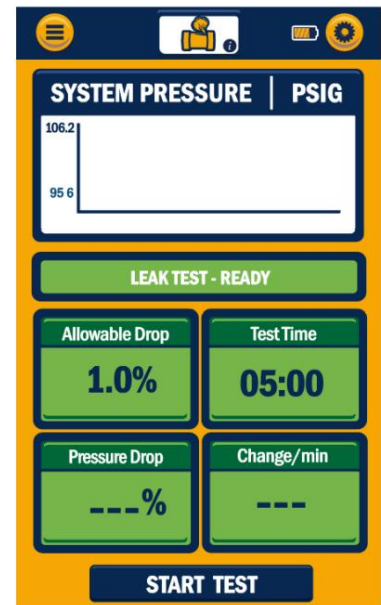 i
SYSTEM PRESSURE | PSIG
106.2
95 6
LEAK TEST - READY
Allowable Drop
1.0%
Test Time
05:00
Pressure Drop
---%
Change/min
---
START TEST